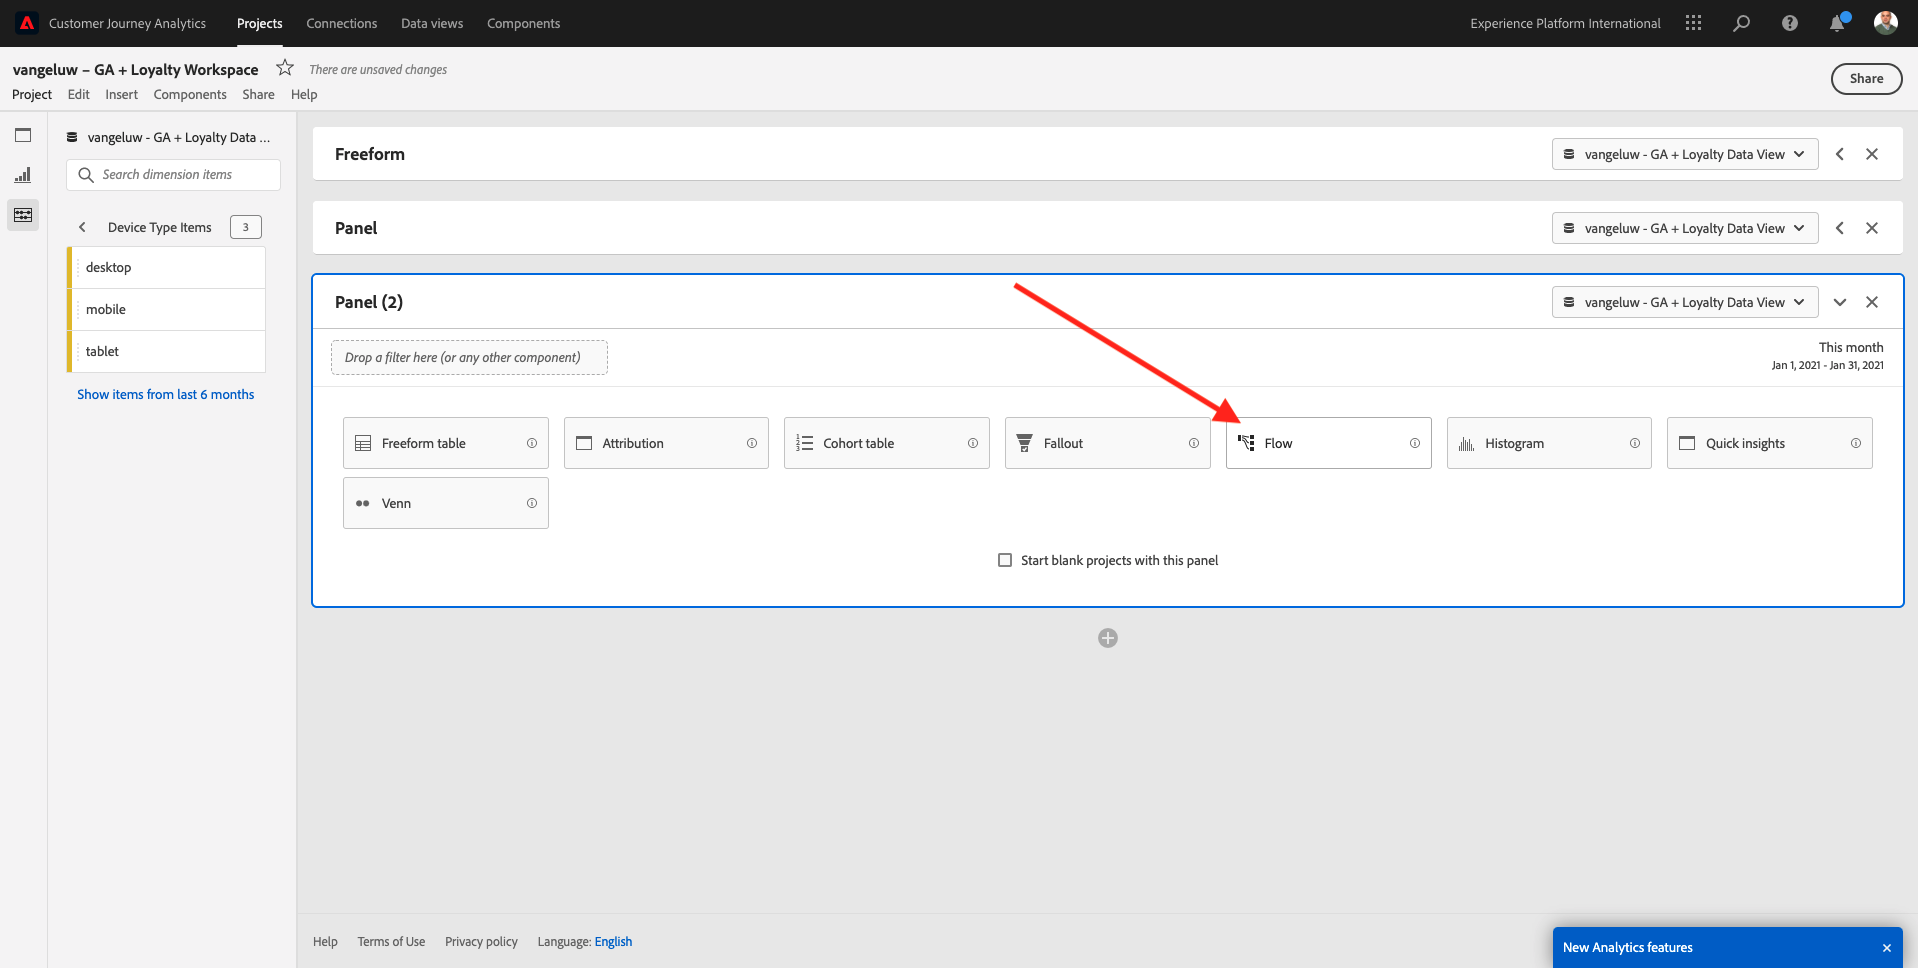 Customer Journey Analytics Projects Connections Data views Components Experience Platform International
vangeluw – GA + Loyalty Workspace There are unsaved changes
Project Edit Insert Components Share Help
Share
vangeluw - GA + Loyalty Data ...
Search dimension items
Device Type Items 3
desktop
mobile
tablet
Show items from last 6 months
Freeform
vangeluw - GA + Loyalty Data View
Panel
vangeluw - GA + Loyalty Data View
Panel (2)
vangeluw - GA + Loyalty Data View
Drop a filter here (or any other component)
This month
Jan 1, 2021 - Jan 31, 2021
Freeform table
Attribution
Cohort table
Fallout
Flow
Histogram
Quick insights
Venn
Start blank projects with this panel
Help Terms of Use Privacy policy Language: English
New Analytics features